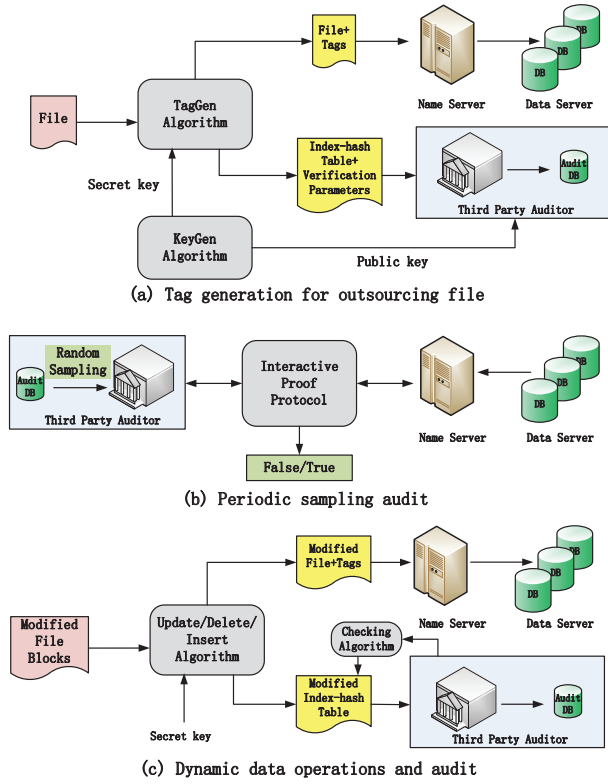 File+
Tags
DB
DB
DB
Name Server
Data Server
File
TagGen
Algorithm
Index-hash
Table+
Verification
Parameters
Audit
DB
Third Party Auditor
Secret key
KeyGen
Algorithm
Public key
(a) Tag generation for outsourcing file
Random
Sampling
Audit
DB
Third Party Auditor
Interactive
Proof
Protocol
DB
DB
DB
Name Server
Data Server
False/True
(b) Periodic sampling audit
Modified
File+Tags
DB
DB
DB
Name Server
Data Server
Modified
File
Blocks
Update/Delete/
Insert
Algorithm
Checking
Algorithm
Modified
Index-hash
Table
Audit
DB
Third Party Auditor
Secret key
(c) Dynamic data operations and audit